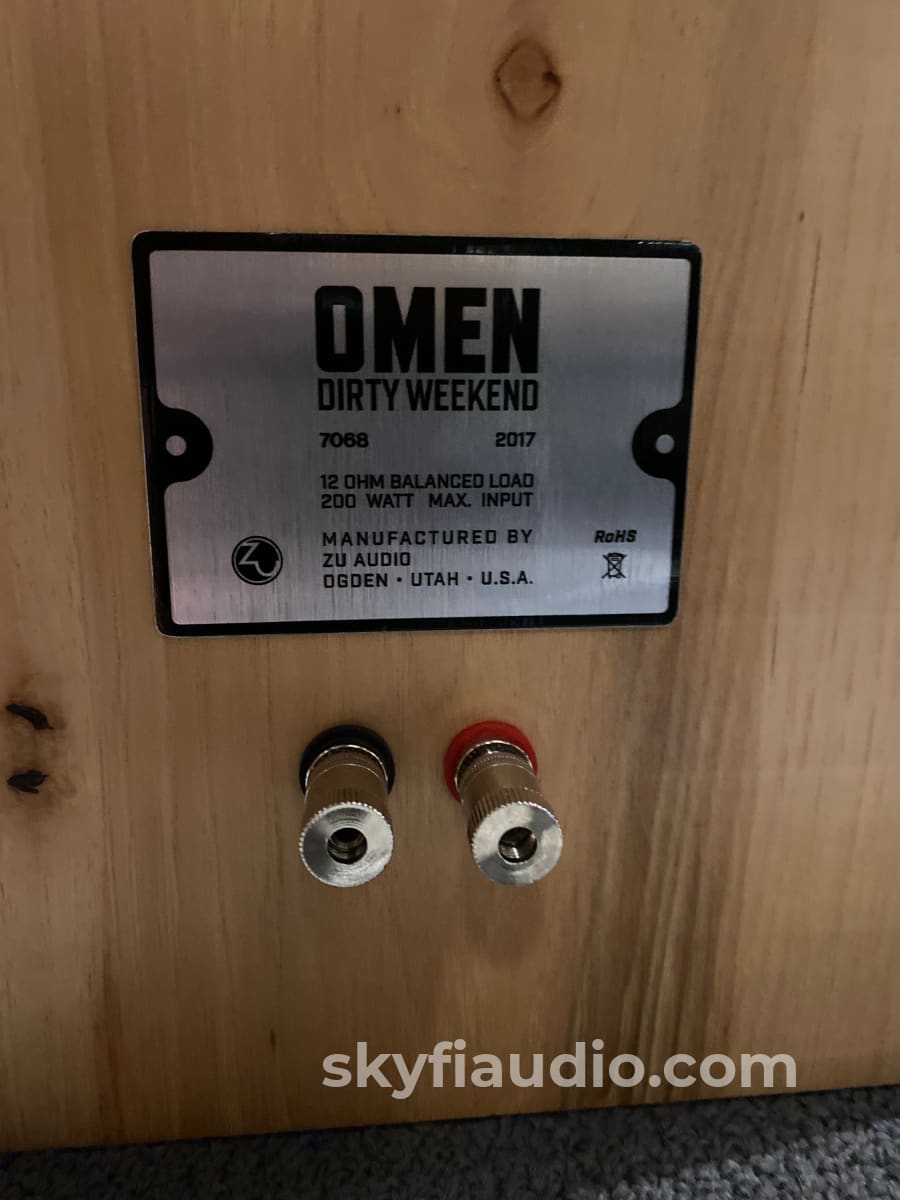 OMEN
DIRTY WEEKEND
7068 2017
12 OHM BALANCED LOAD
200 WATT MAX. INPUT
MANUFACTURED BY
ZU AUDIO
OGDEN · UTAH · U.S.A.
ZU
RoHS
skyfiaudio.com